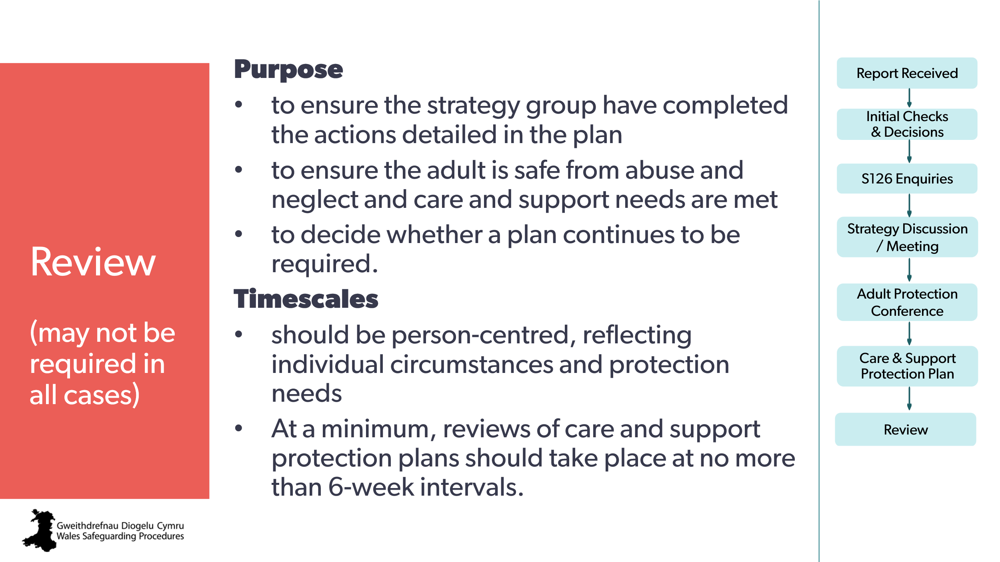 Review
(may not be
required in
all cases)
Purpose
• to ensure the strategy group have completed
the actions detailed in the plan
• to ensure the adult is safe from abuse and
neglect and care and support needs are met
• to decide whether a plan continues to be
required.
Timescales
• should be person-centred, reflecting
individual circumstances and protection
needs
• At a minimum, reviews of care and support
protection plans should take place at no more
than 6-week intervals.
Report Received
Initial Checks
& Decisions
S126 Enquiries
Strategy Discussion
/ Meeting
Adult Protection
Conference
Care & Support
Protection Plan
Review
Gweithdrefnau Diogelu Cymru
Wales Safeguarding Procedures